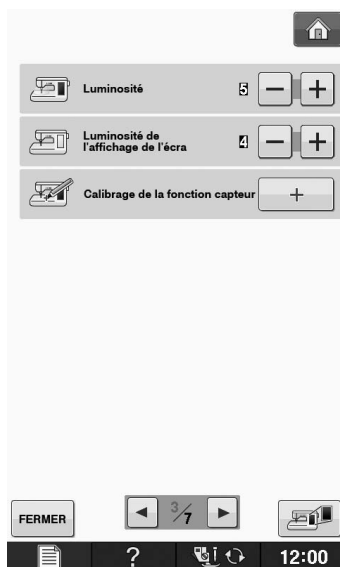 Luminosité 5 − +
Luminosité de
l'affichage de l'écra 4 − +
Calibrage de la fonction capteur +
FERMER 3/7
? 12:00